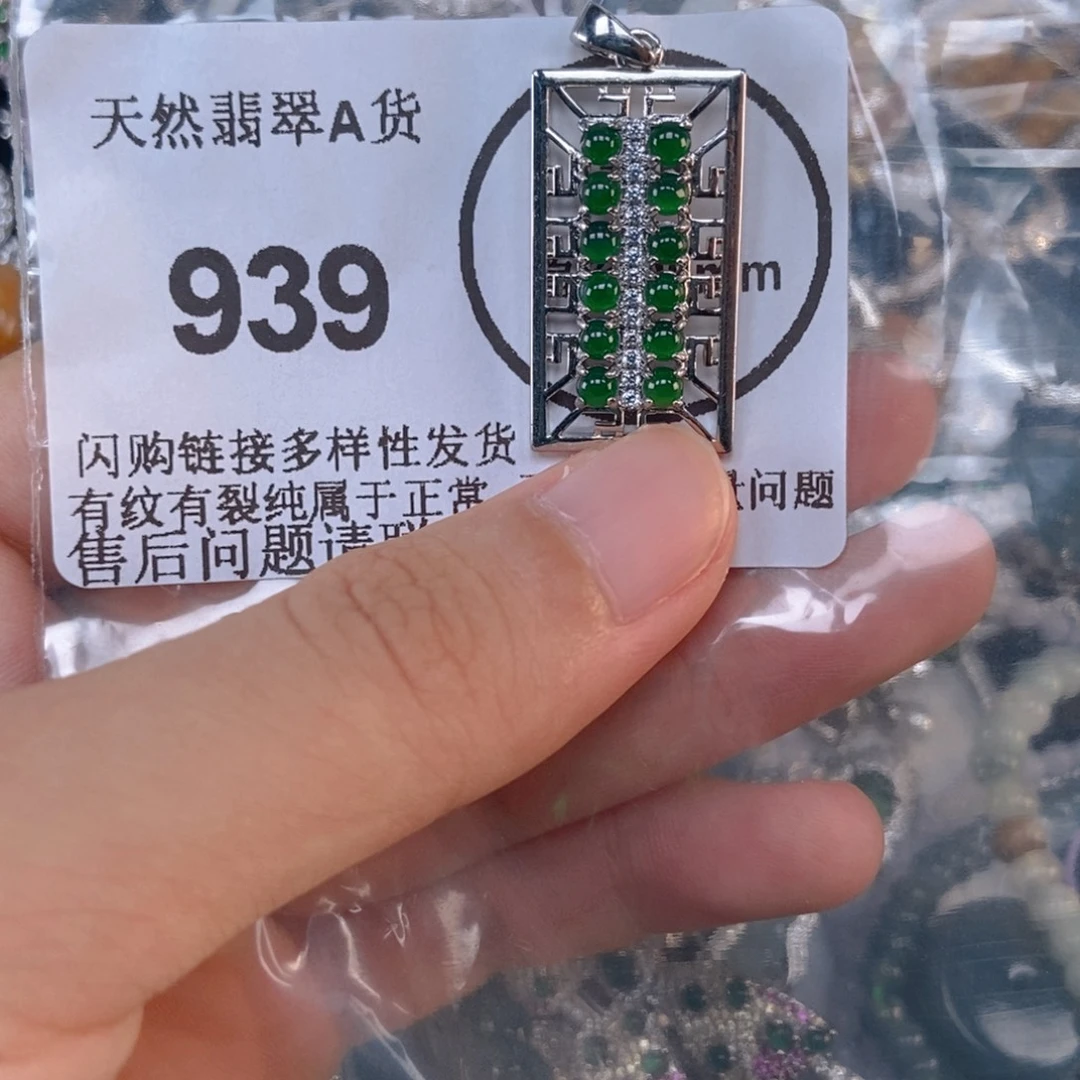 天然翡翠A货
939
m
闪购链接多样性发货
有纹有裂纯属于正常
问题
售后问题请联